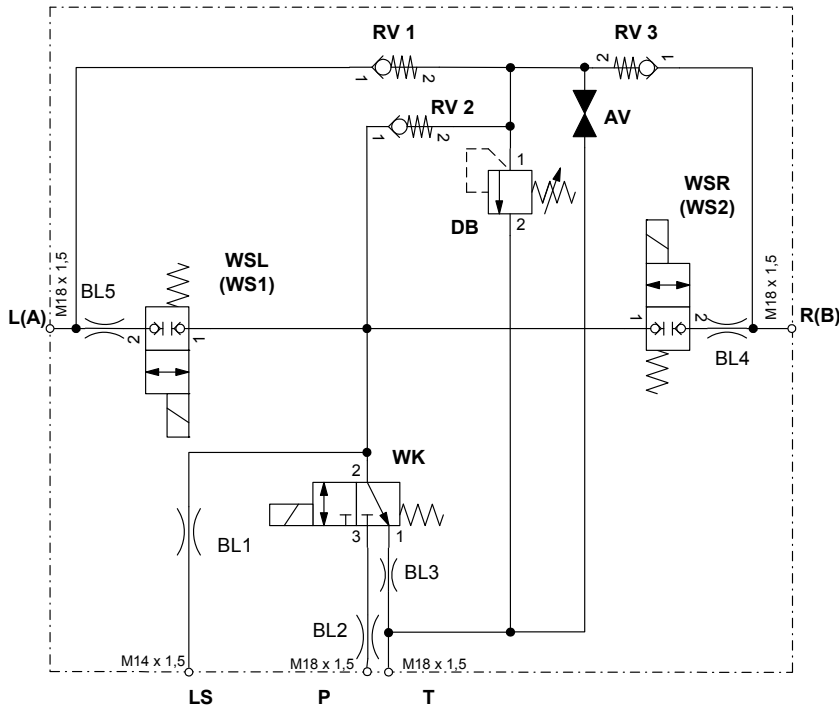 RV 1
RV 3
1
2
2
1
RV 2
1
2
AV
1
DB
2
WSR
(WS2)
WSL
(WS1)
M18 x 1,5
BL5
L(A)
2
1
1
2
BL4
M18 x 1,5
R(B)
2
WK
3
1
BL1
BL3
BL2
M14 x 1,5
M18 x 1,5
M18 x 1,5
LS
P
T